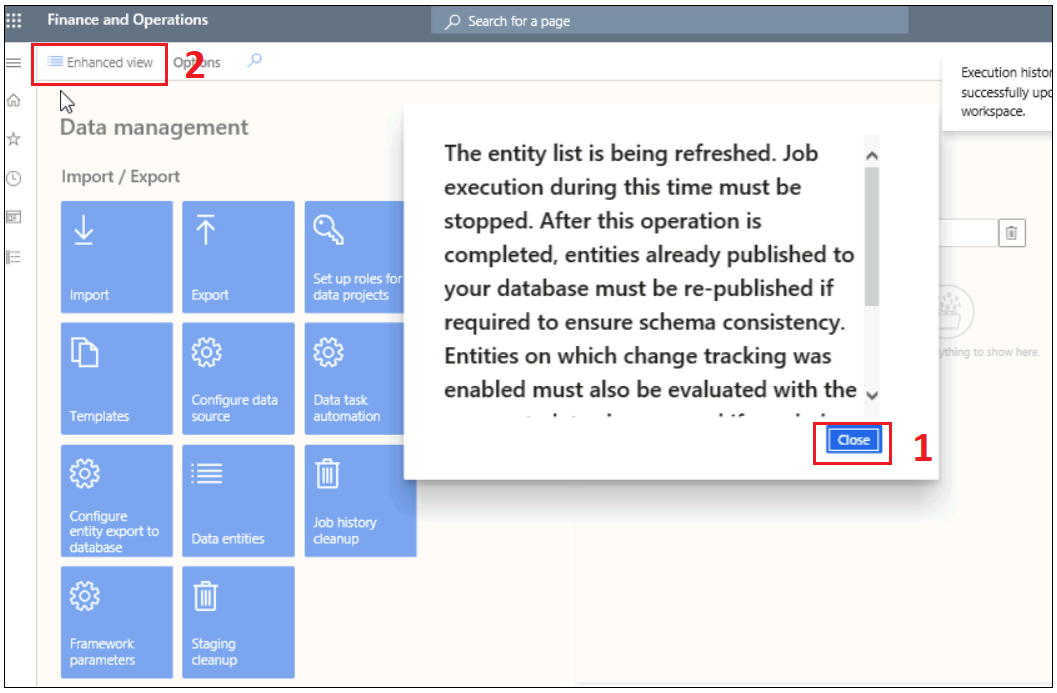 Finance and Operations
Search for a page
Enhanced view
2
Options
Execution histor
successfully upd
workspace.
Data management
Import / Export
Import
Export
Set up roles for
data projects
Templates
Configure data
source
Data task
automation
Configure
entity export to
database
Data entities
Job history
cleanup
Framework
parameters
Staging
cleanup
The entity list is being refreshed. Job
execution during this time must be
stopped. After this operation is
completed, entities already published to
your database must be re-published if
required to ensure schema consistency.
Entities on which change tracking was
enabled must also be evaluated with the
Close
1
ything to show here.